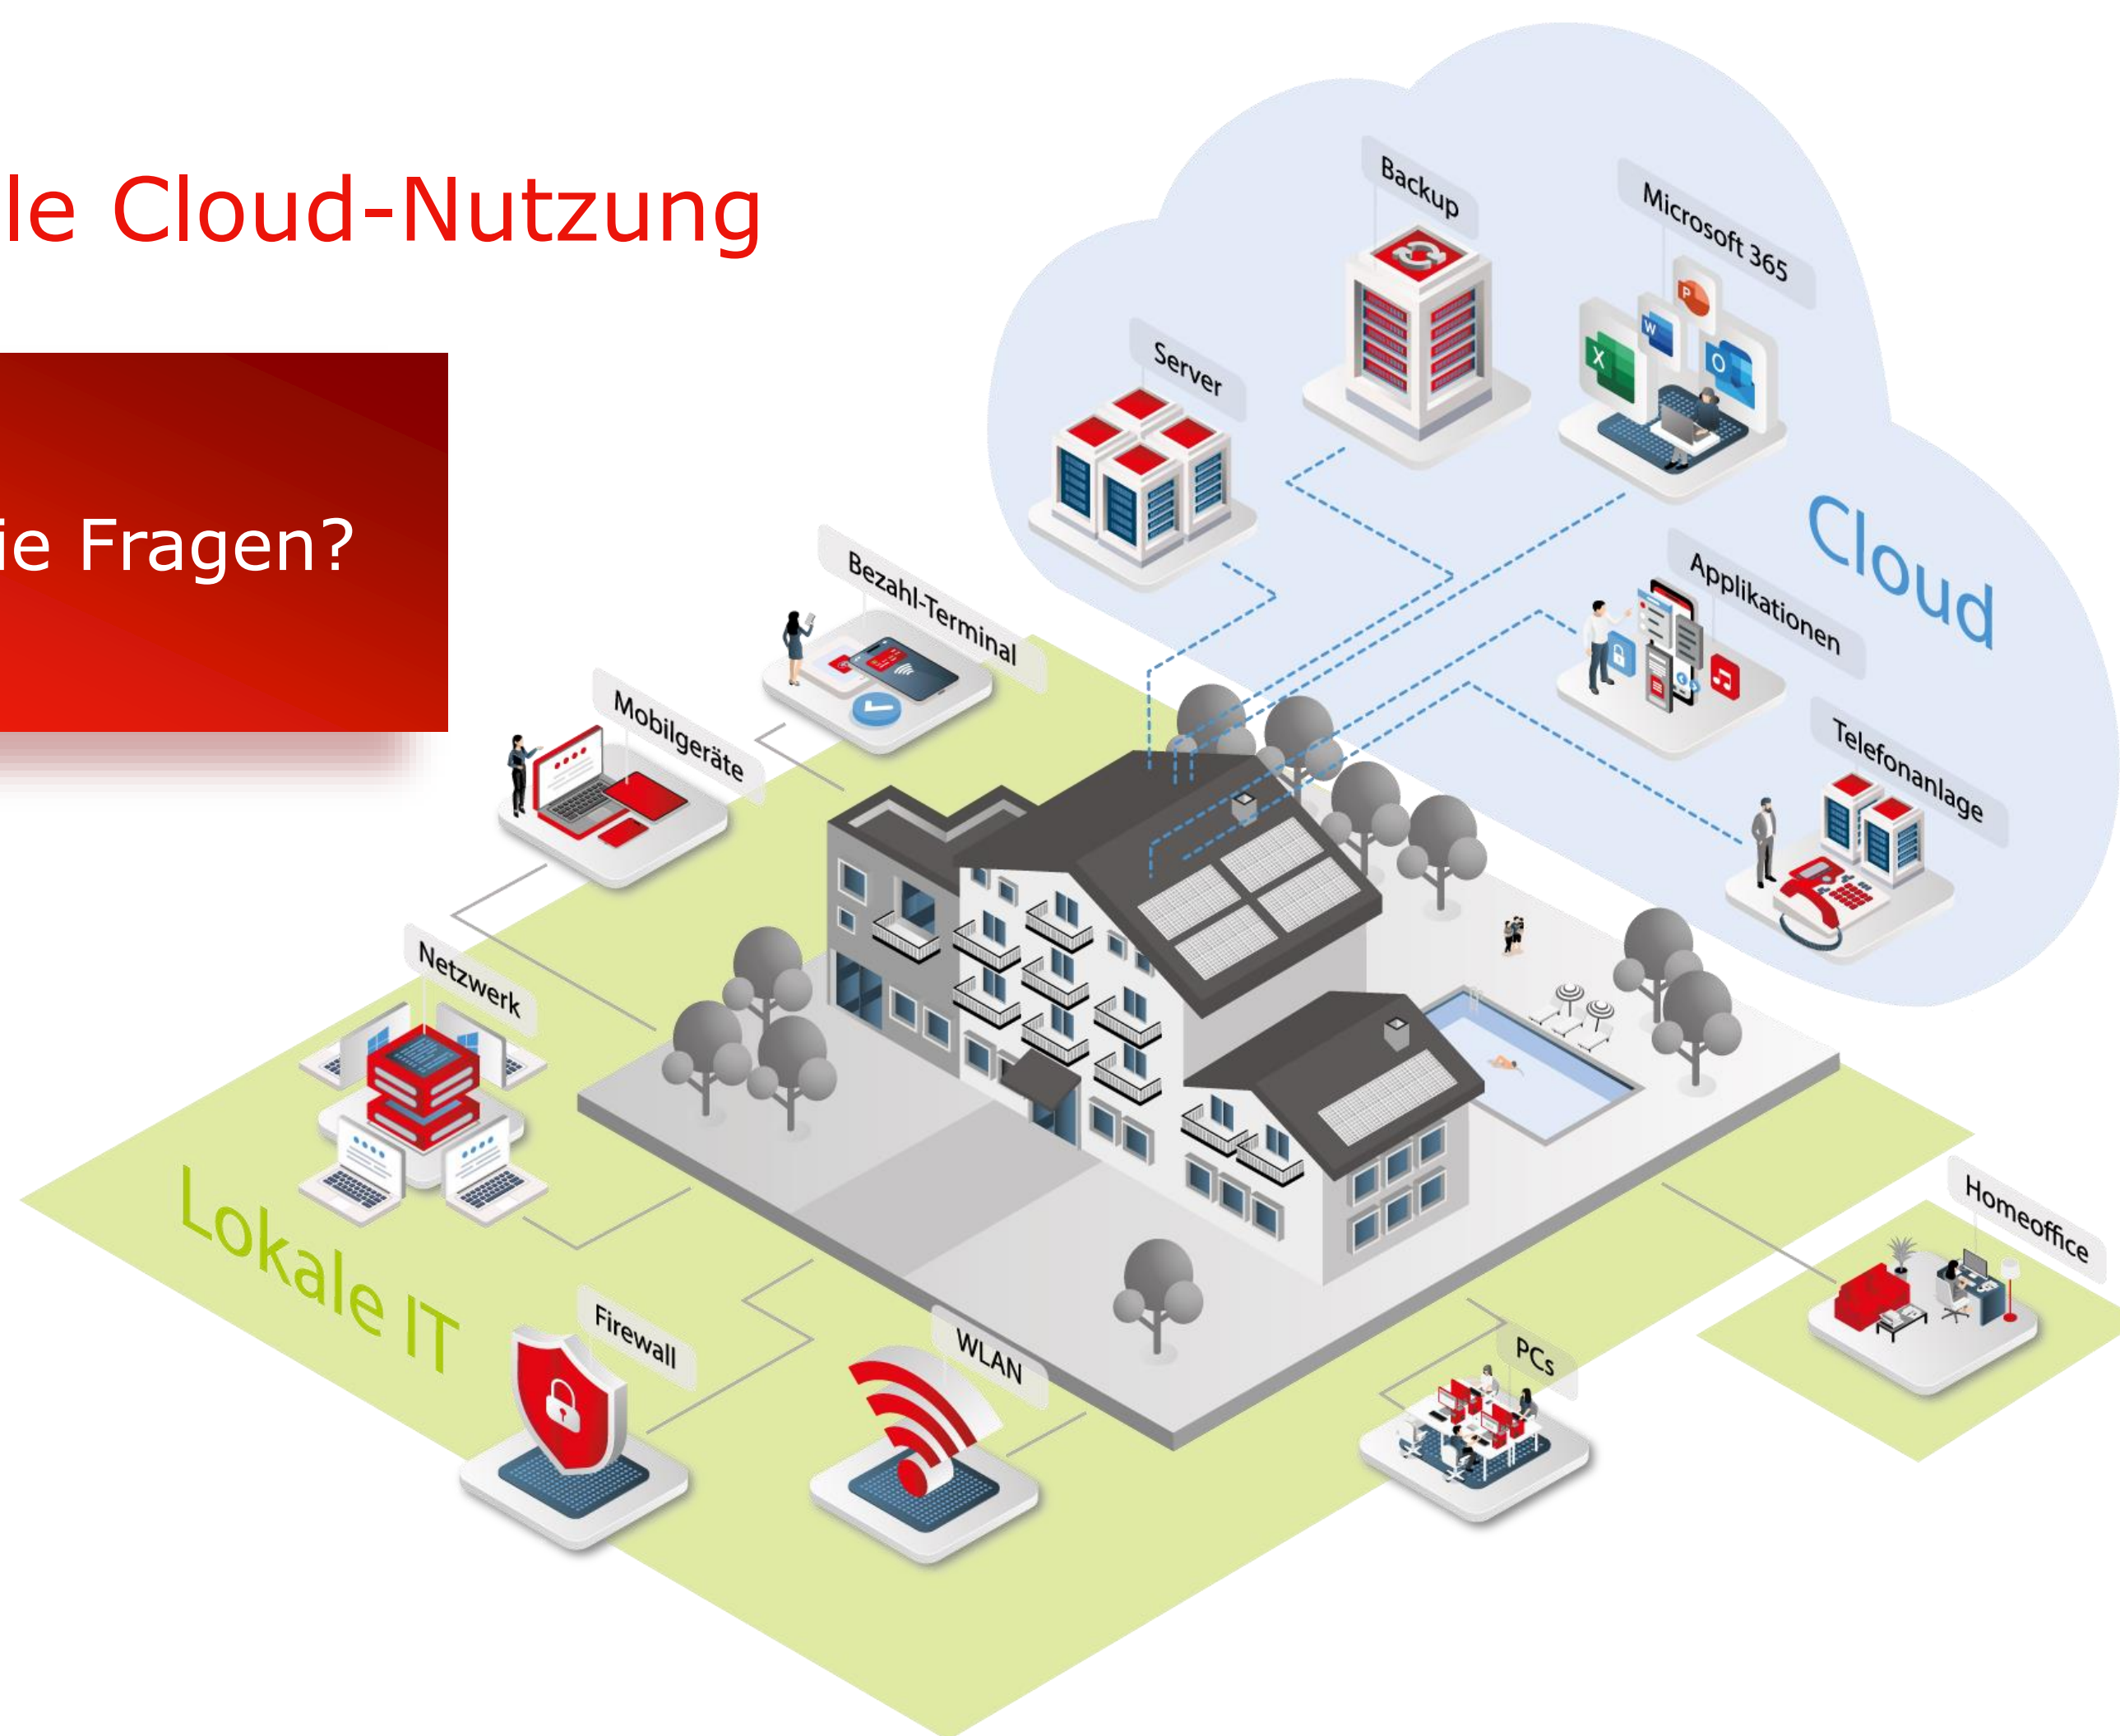 le Cloud-Nutzung
ie Fragen?
Backup
Microsoft 365
Server
Cloud
Applikationen
Bezahl-Terminal
Telefonanlage
Mobilgeräte
Netzwerk
Lokale IT
Homeoffice
Firewall
WLAN
PCs
X
W
P
O